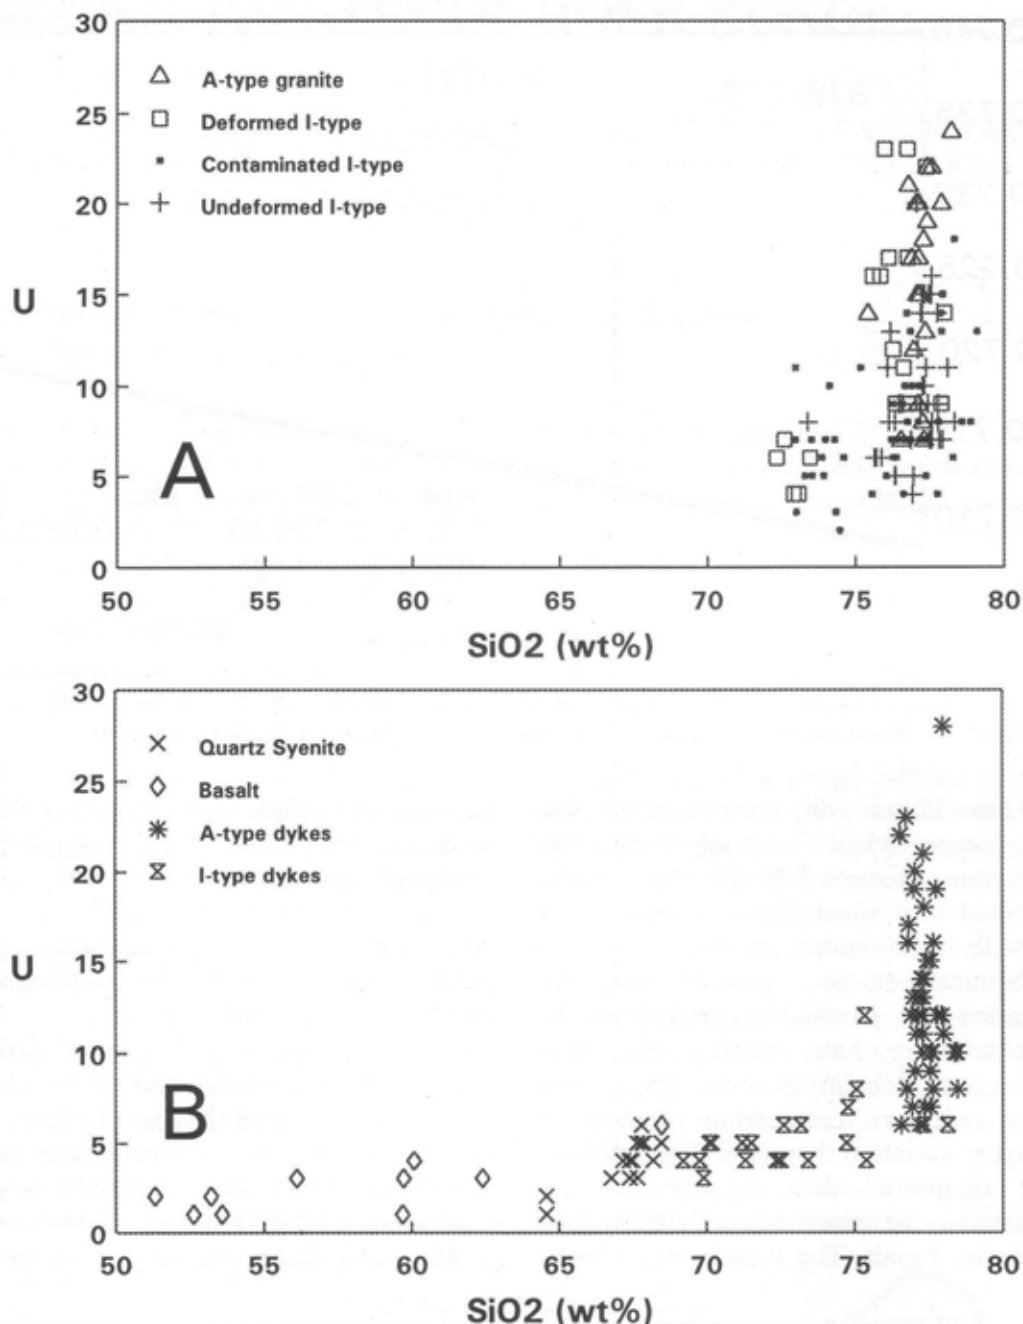 30
25
20
15
10
5
0
U
A-type granite
Deformed I-type
Contaminated I-type
Undeformed I-type
A
50 55 60 65 70 75 80
SiO2 (wt%)
30
25
20
15
10
5
0
U
Quartz Syenite
Basalt
A-type dykes
I-type dykes
B
50 55 60 65 70 75 80
SiO2 (wt%)